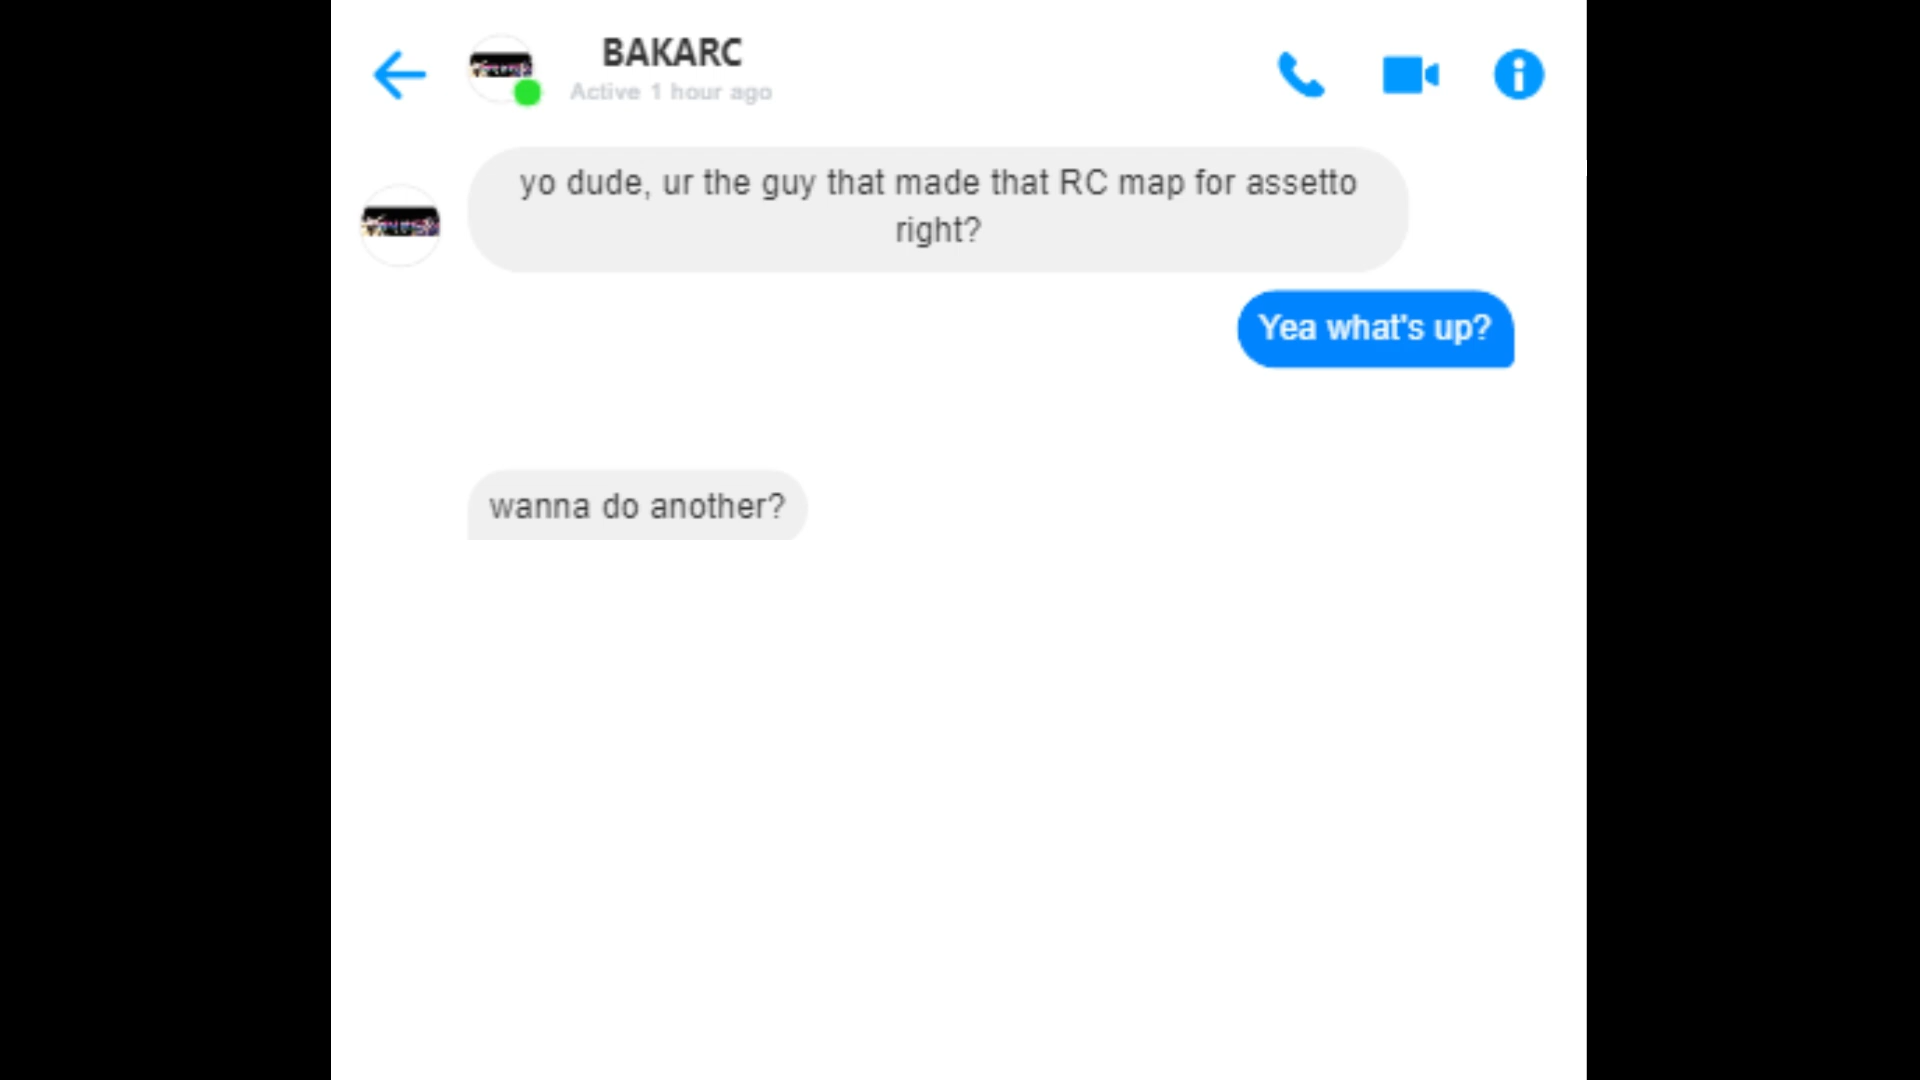 BAKARC
Active 1 hour ago
yo dude, ur the guy that made that RC map for assetto
right?
Yea what's up?
wanna do another?